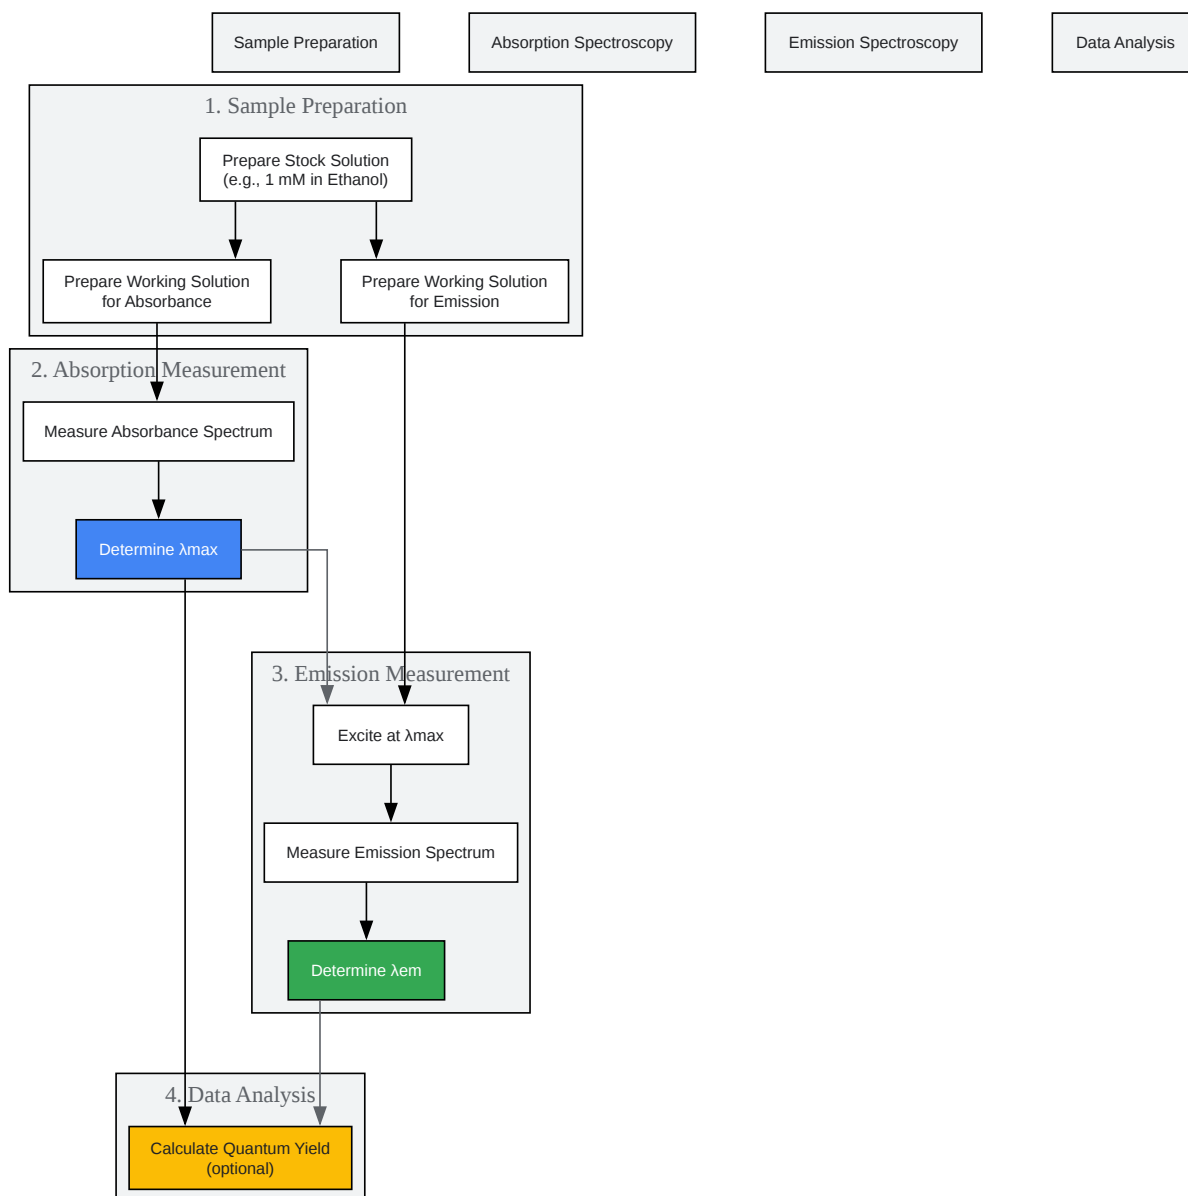 Sample Preparation
Absorption Spectroscopy
Emission Spectroscopy
Data Analysis
1. Sample Preparation
Prepare Stock Solution
(e.g., 1 mM in Ethanol)
Prepare Working Solution
for Absorbance
Prepare Working Solution
for Emission
2. Absorption Measurement
Measure Absorbance Spectrum
Determine λmax
3. Emission Measurement
Excite at λmax
Measure Emission Spectrum
Determine λem
4. Data Analysis
Calculate Quantum Yield
(optional)